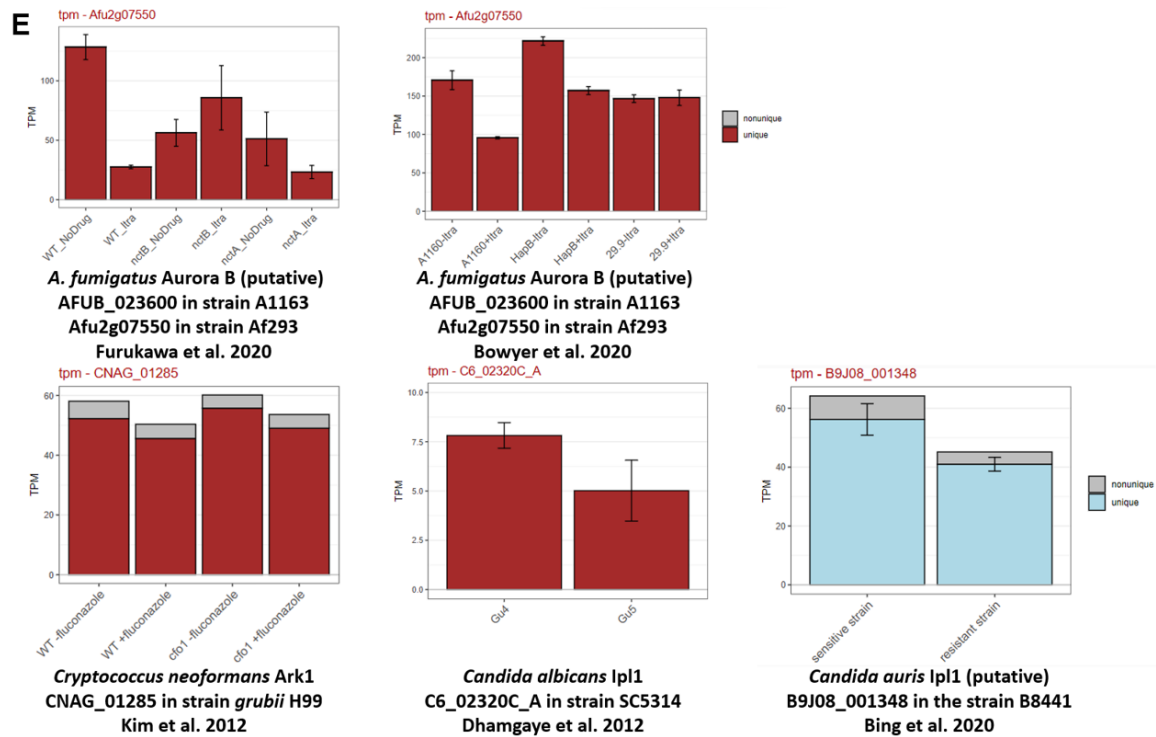 E
tpm - Afu2g07550
TPM
100
50
0
WT_NoDrug
WT_Itra
nctB_NoDrug
nctB_Itra
nctA_NoDrug
nctA_Itra
A. fumigatus Aurora B (putative)
AFUB_023600 in strain A1163
Afu2g07550 in strain Af293
Furukawa et al. 2020
tpm - Afu2g07550
TPM
200
150
100
50
0
A1160-Itra
A1160+Itra
HapB-Itra
HapB+Itra
29.9-Itra
29.9+Itra
nonunique
unique
A. fumigatus Aurora B (putative)
AFUB_023600 in strain A1163
Afu2g07550 in strain Af293
Bowyer et al. 2020
tpm - CNAG_01285
TPM
60
40
20
0
WT -fluconazole
WT +fluconazole
cfo1 -fluconazole
cfo1 +fluconazole
Cryptococcus neoformans Ark1
CNAG_01285 in strain grubii H99
Kim et al. 2012
tpm - C6_02320C_A
TPM
10.0
7.5
5.0
2.5
0.0
Gu4
Gu5
Candida albicans Ipl1
C6_02320C_A in strain SC5314
Dhamgaye et al. 2012
tpm - B9J08_001348
TPM
60
40
20
0
sensitive strain
resistant strain
nonunique
unique
Candida auris Ipl1 (putative)
B9J08_001348 in the strain B8441
Bing et al. 2020